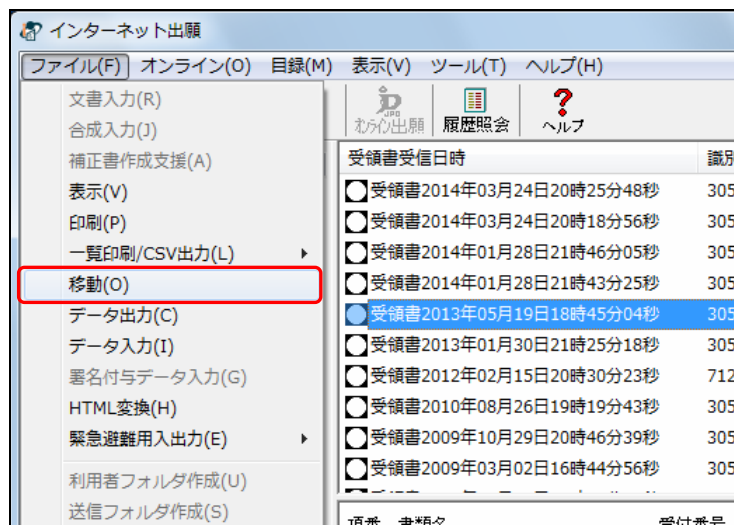 インターネット出願
ファイル(F) オンライン(O) 目録(M) 表示(V) ツール(T) ヘルプ(H)
文書入力(R)
合成入力(J)
補正書作成支援(A)
表示(V)
印刷(P)
一覧印刷/CSV出力(L)
移動(O)
データ出力(C)
データ入力(I)
署名付与データ入力(G)
HTML変換(H)
緊急避難用入出力(E)
利用者フォルダ作成(U)
送信フォルダ作成(S)
JPO
オンライン出願 履歴照会 ヘルプ
受領書受信日時 識別
受領書2014年03月24日20時25分48秒 305
受領書2014年03月24日20時18分56秒 305
受領書2014年01月28日21時46分05秒 305
受領書2014年01月28日21時43分25秒 305
受領書2013年05月19日18時45分04秒 305
受領書2013年01月30日21時25分18秒 305
受領書2012年02月15日20時30分23秒 712
受領書2010年08月26日19時19分43秒 305
受領書2009年10月29日20時46分39秒 305
受領書2009年03月02日16時44分56秒 305
項番 書類名 受付番号